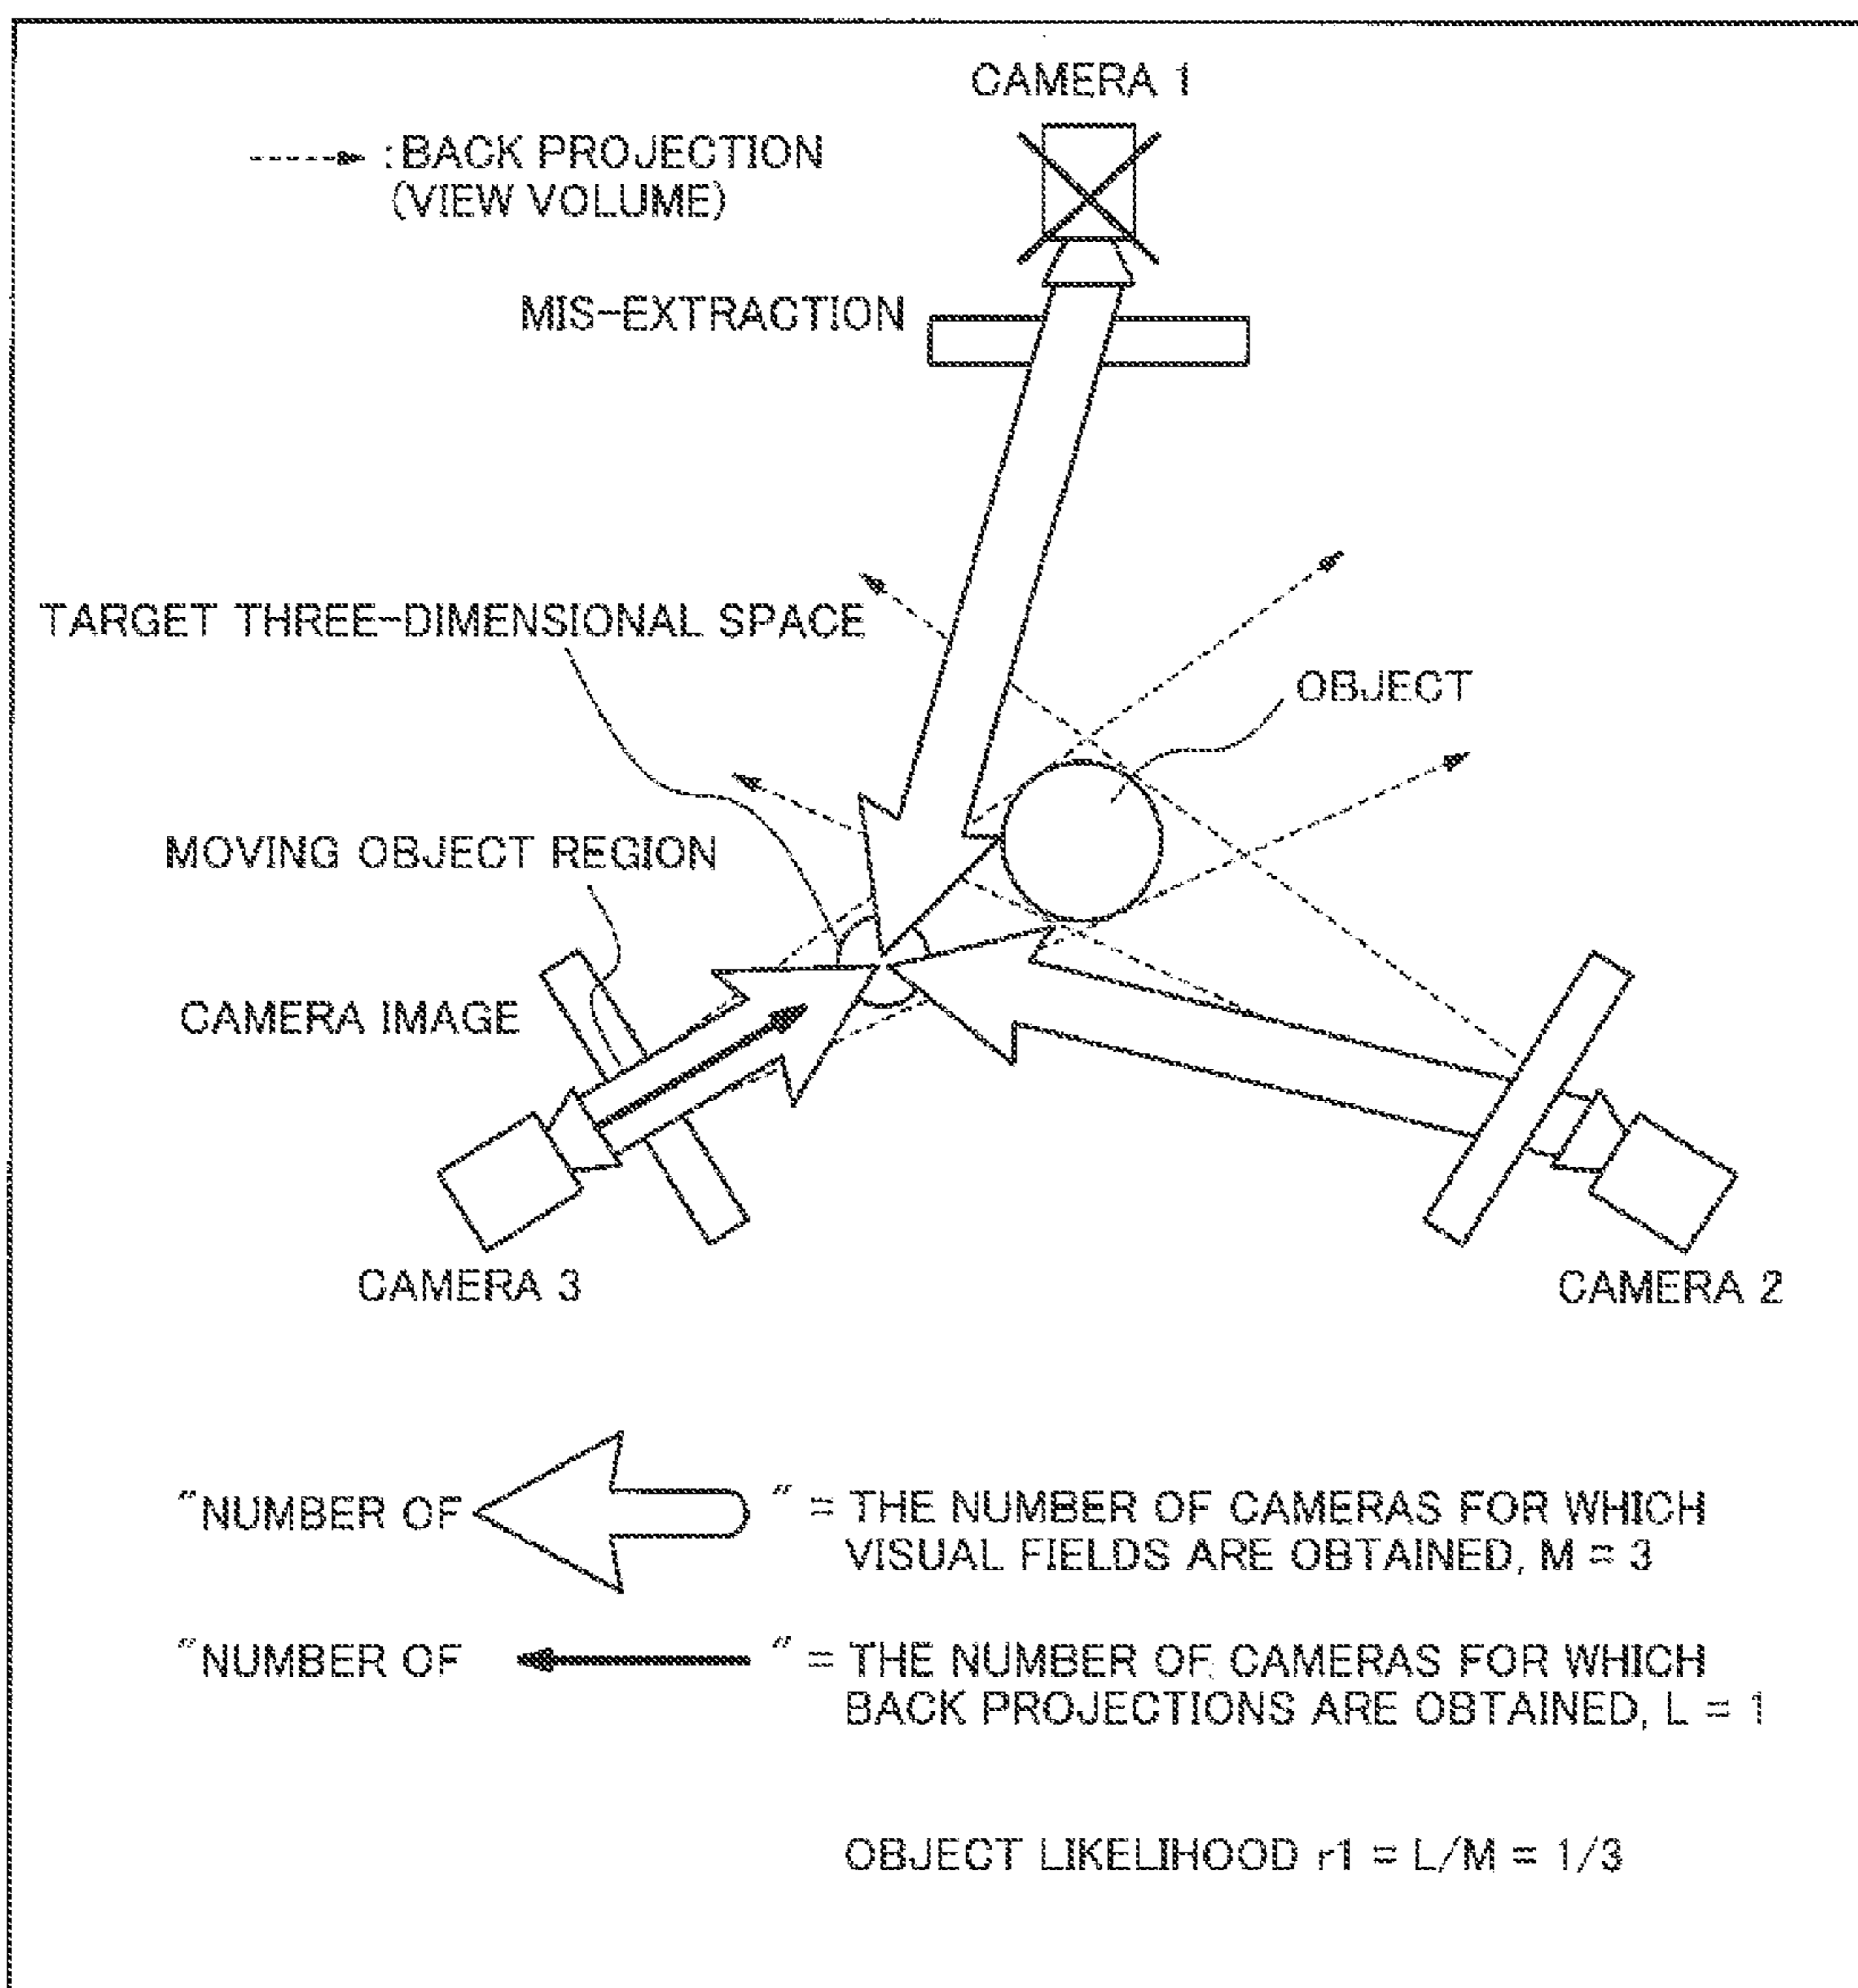 CAMERA 1
:BACK PROJECTION
(VIEW VOLUME)
MIS-EXTRACTION
TARGET THREE-DIMENSIONAL SPACE
OBJECT
MOVING OBJECT REGION
CAMERA IMAGE
CAMERA 3
CAMERA 2
"NUMBER OF " = THE NUMBER OF CAMERAS FOR WHICH
VISUAL FIELDS ARE OBTAINED, M = 3
"NUMBER OF " = THE NUMBER OF CAMERAS FOR WHICH
BACK PROJECTIONS ARE OBTAINED, L = 1
OBJECT LIKELIHOOD r1 = L/M = 1/3